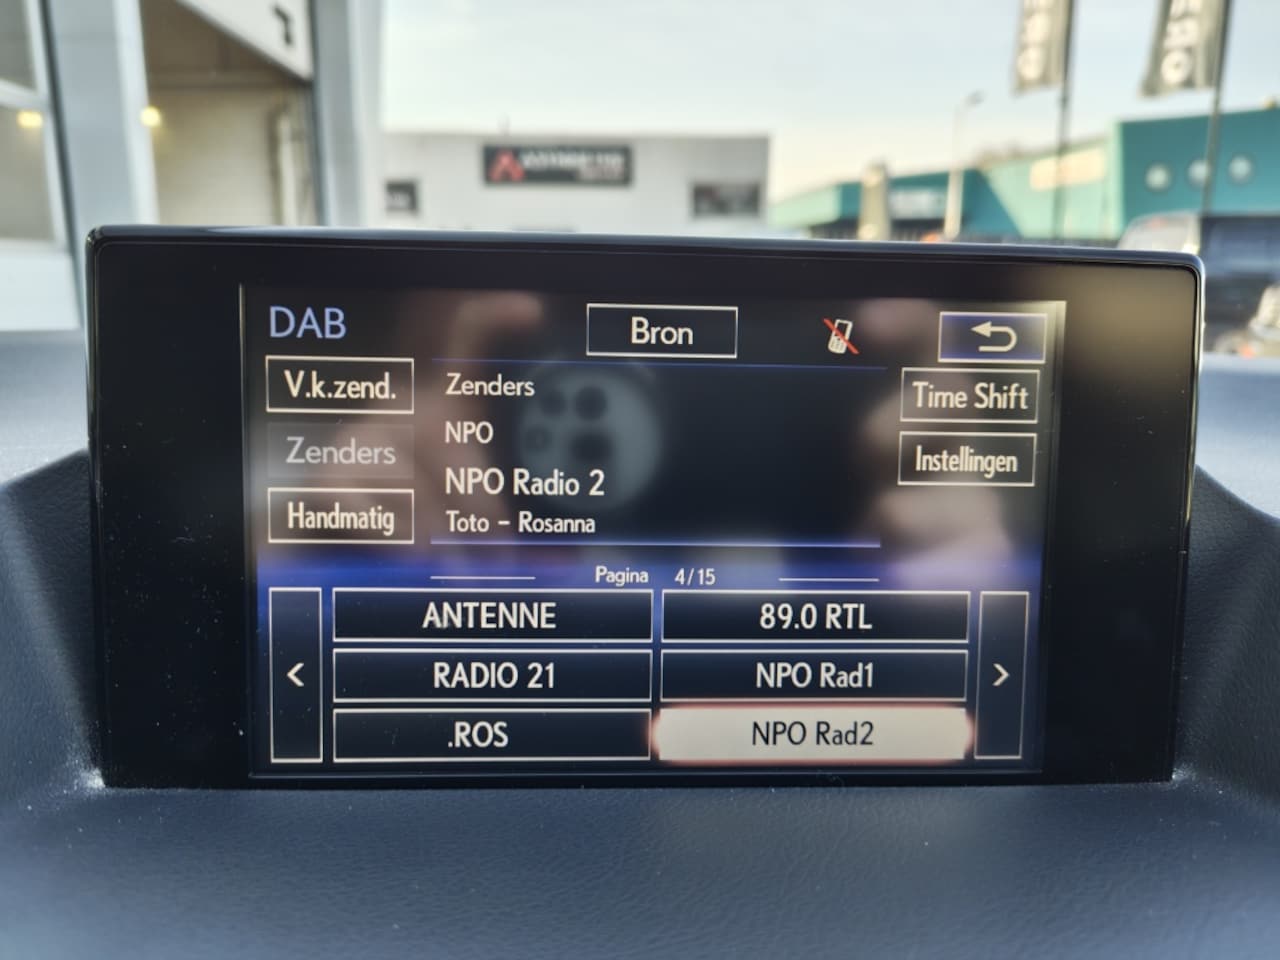 DAB
Bron
V.k.zend.
Zenders
Handmatig
Zenders
NPO
NPO Radio 2
Toto - Rosanna
Time Shift
Instellingen
Pagina 4/15
<
ANTENNE
89.0 RTL
RADIO 21
NPO Rad1
.ROS
NPO Rad2
>